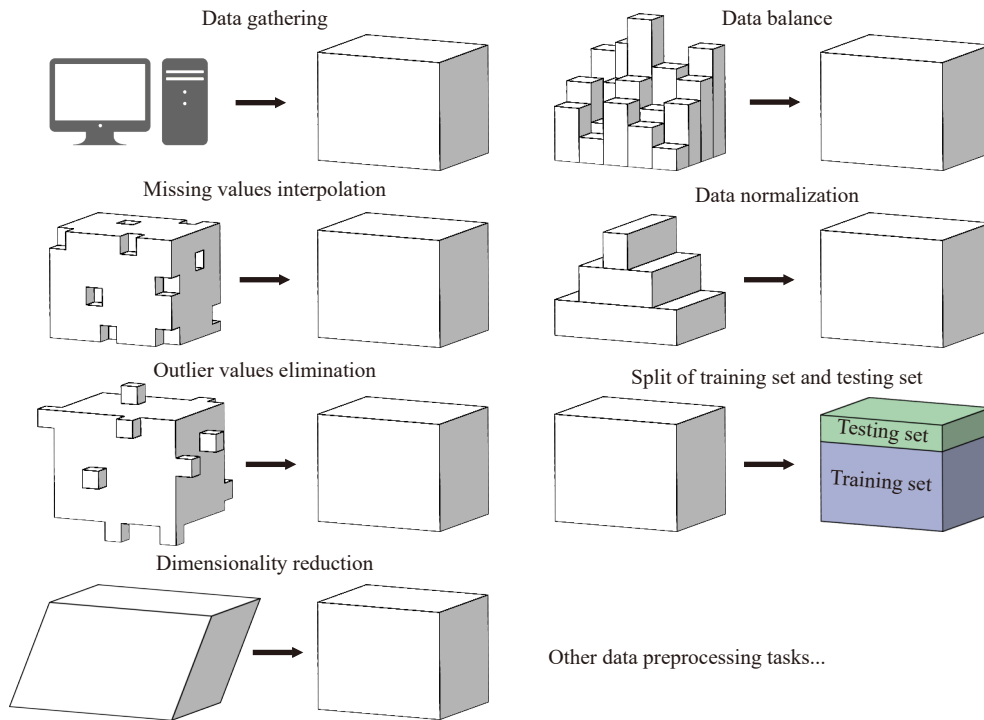 Data gathering
Data balance
Missing values interpolation
Data normalization
Outlier values elimination
Split of training set and testing set
Testing set
Training set
Dimensionality reduction
Other data preprocessing tasks...